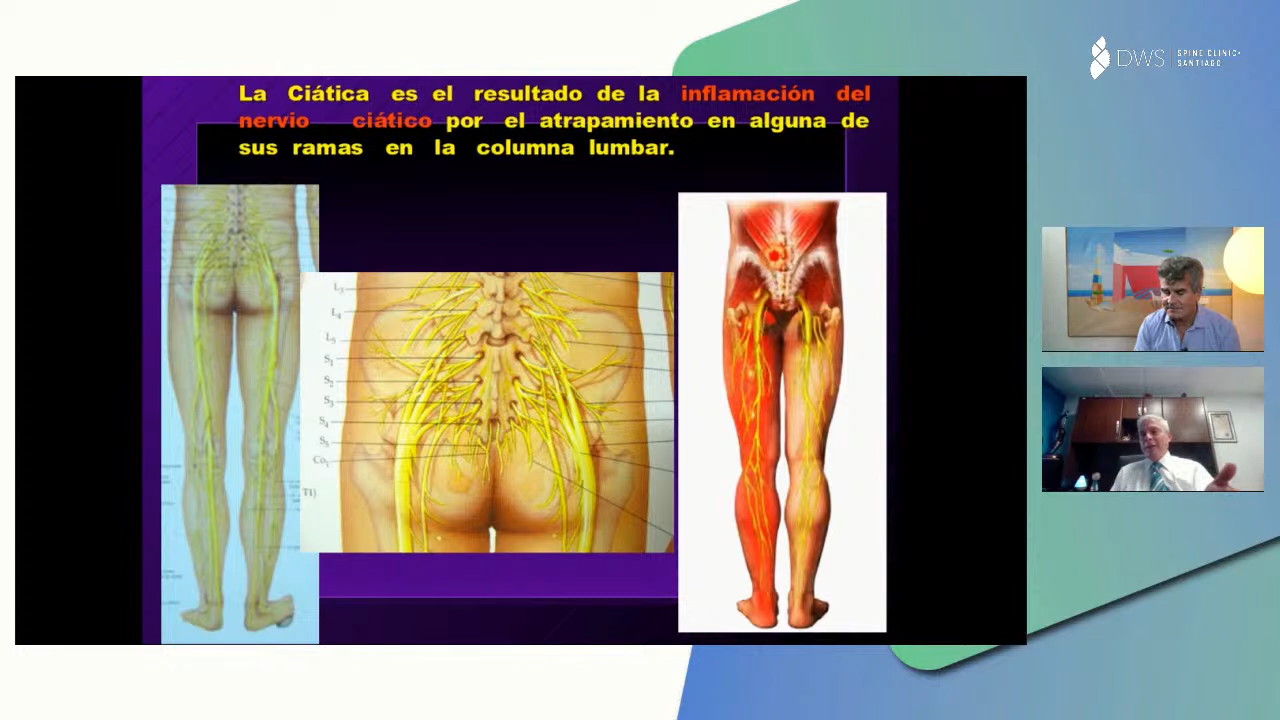 DWS
SPINE CLINIC
SANTIAGO
La Ciática es el resultado de la inflamación del
nervio ciático por el atrapamiento en alguna de
sus ramas en la columna lumbar.
L3
L4
L5
S1
S2
S3
S4
S5
Co1
T1)